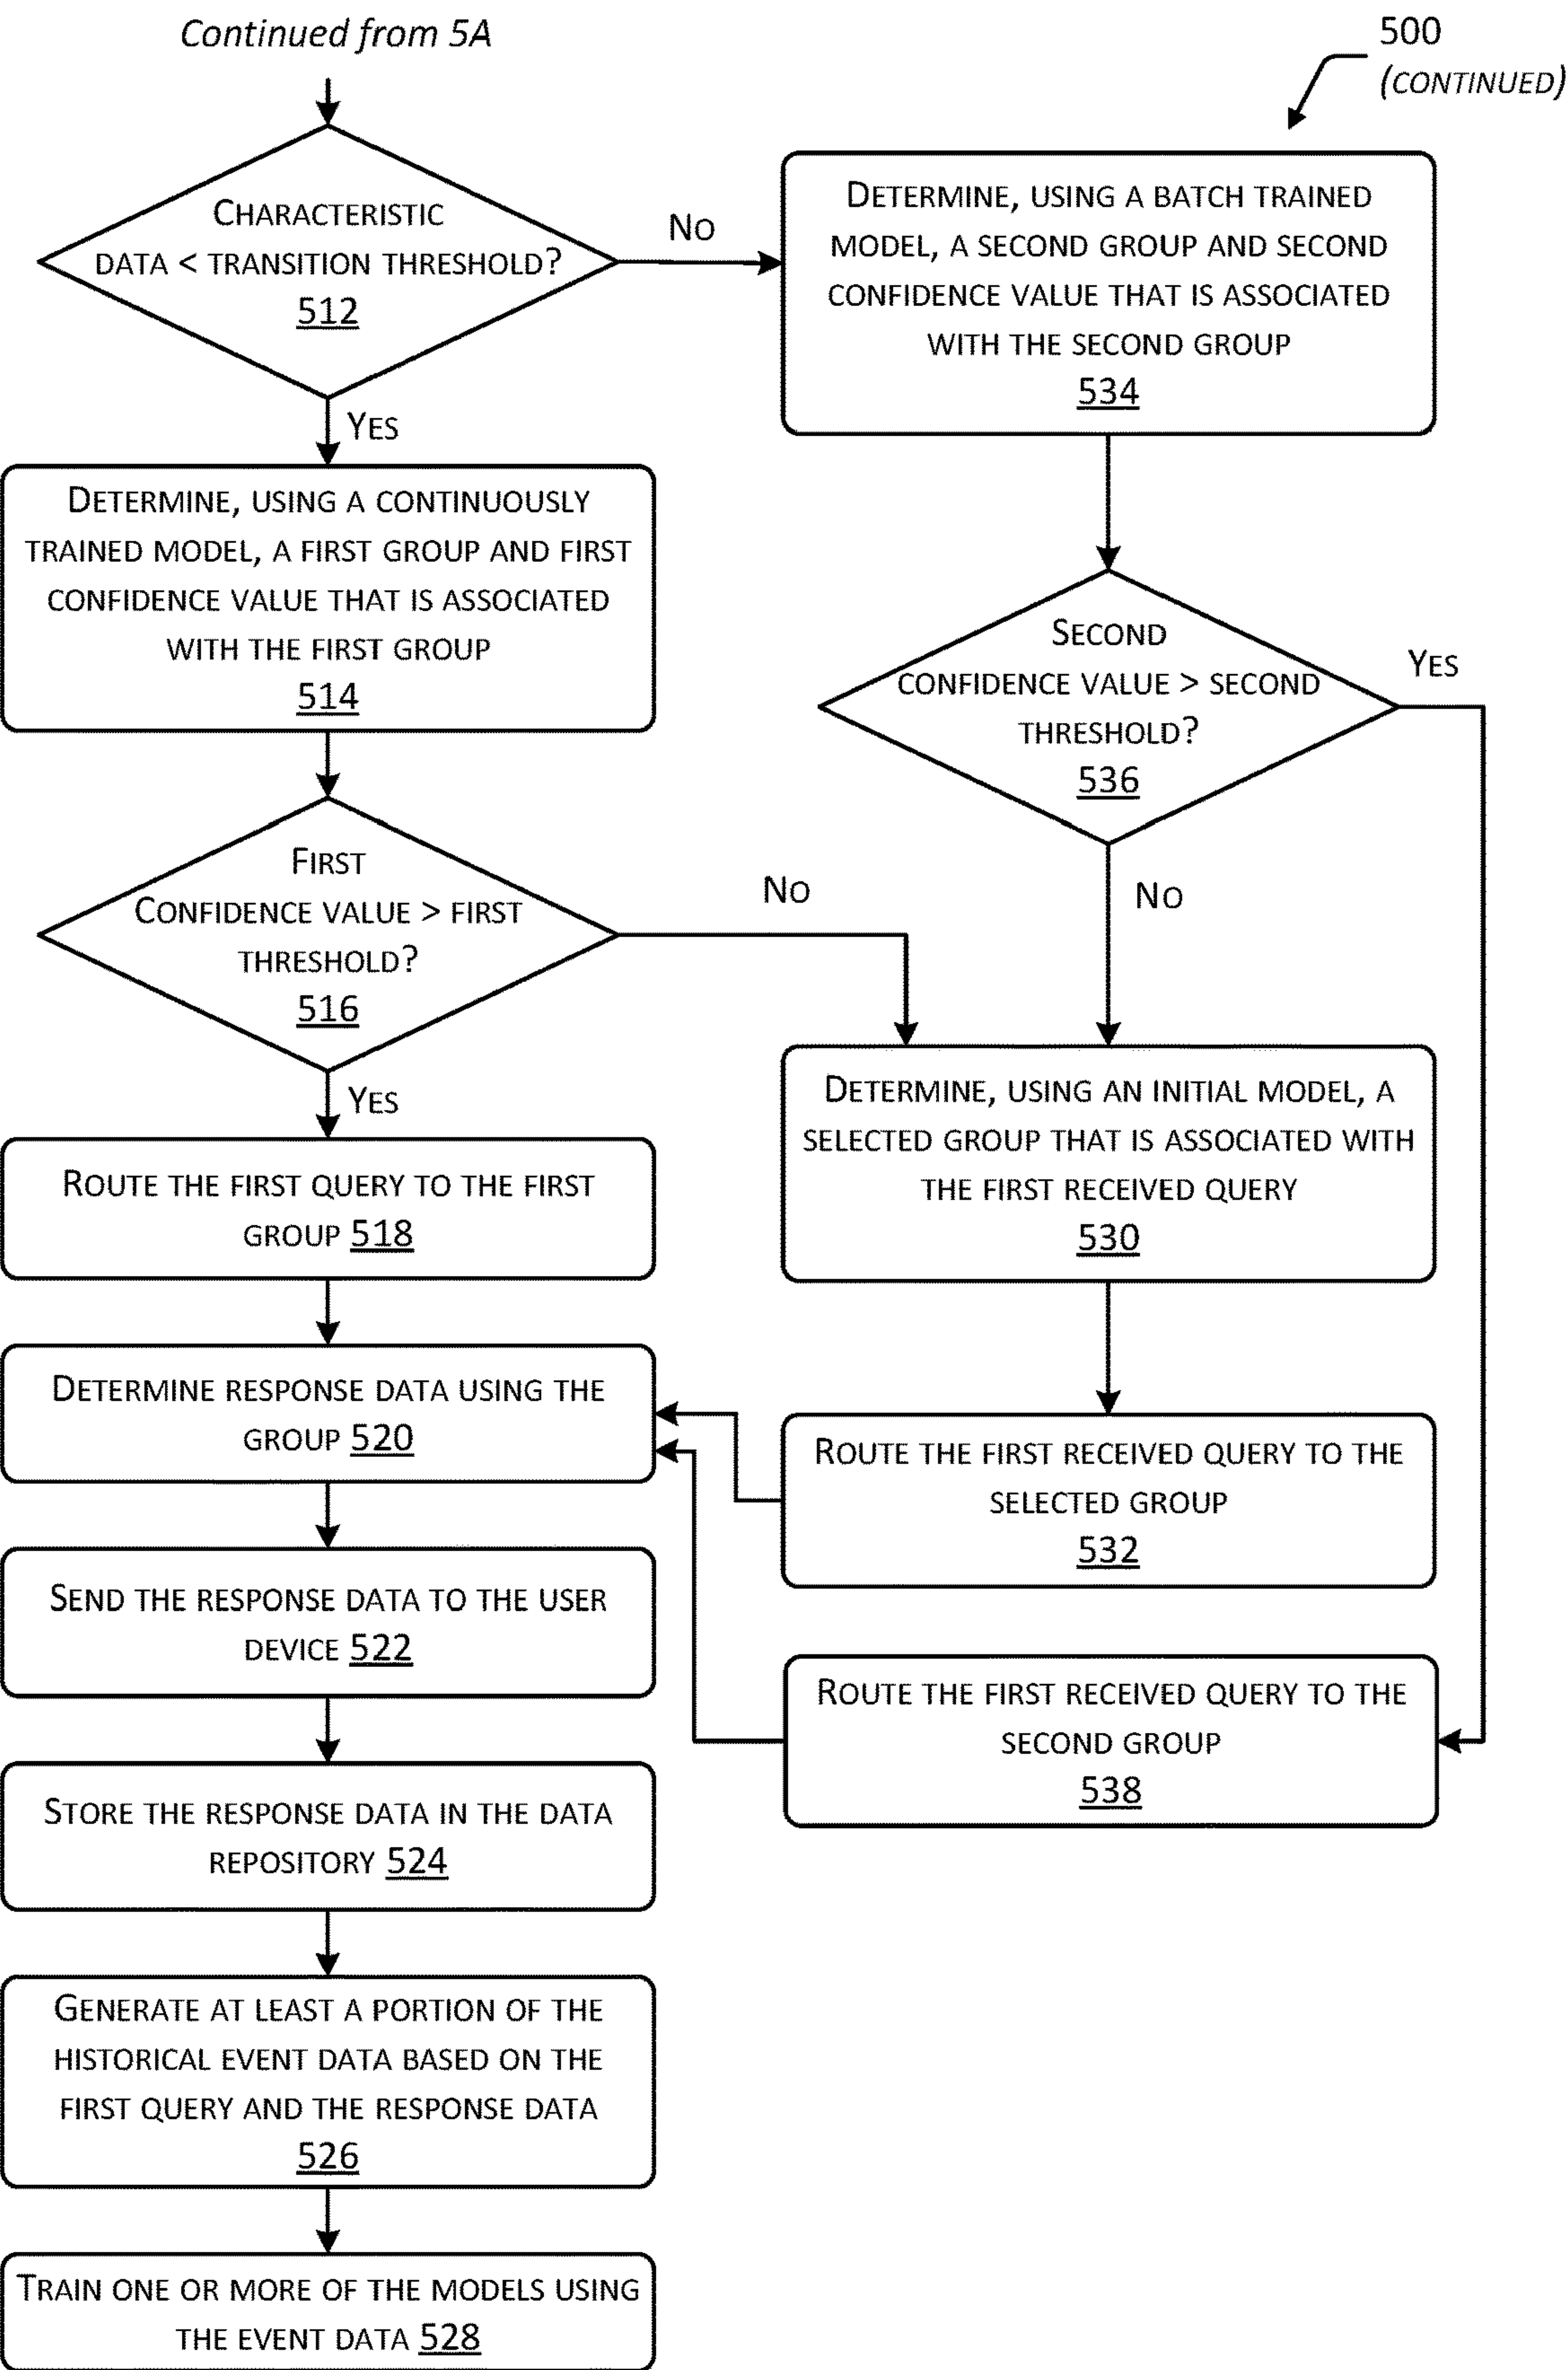 Continued from 5A
500
(CONTINUED)
CHARACTERISTIC
DATA < TRANSITION THRESHOLD?
512
NO
YES
DETERMINE, USING A BATCH TRAINED
MODEL, A SECOND GROUP AND SECOND
CONFIDENCE VALUE THAT IS ASSOCIATED
WITH THE SECOND GROUP
534
DETERMINE, USING A CONTINUOUSLY
TRAINED MODEL, A FIRST GROUP AND FIRST
CONFIDENCE VALUE THAT IS ASSOCIATED
WITH THE FIRST GROUP
514
SECOND
CONFIDENCE VALUE > SECOND
THRESHOLD?
536
YES
NO
FIRST
CONFIDENCE VALUE > FIRST
THRESHOLD?
516
NO
YES
DETERMINE, USING AN INITIAL MODEL, A
SELECTED GROUP THAT IS ASSOCIATED WITH
THE FIRST RECEIVED QUERY
530
ROUTE THE FIRST QUERY TO THE FIRST
GROUP 518
DETERMINE RESPONSE DATA USING THE
GROUP 520
ROUTE THE FIRST RECEIVED QUERY TO THE
SELECTED GROUP
532
SEND THE RESPONSE DATA TO THE USER
DEVICE 522
ROUTE THE FIRST RECEIVED QUERY TO THE
SECOND GROUP
538
STORE THE RESPONSE DATA IN THE DATA
REPOSITORY 524
GENERATE AT LEAST A PORTION OF THE
HISTORICAL EVENT DATA BASED ON THE
FIRST QUERY AND THE RESPONSE DATA
526
TRAIN ONE OR MORE OF THE MODELS USING
THE EVENT DATA 528